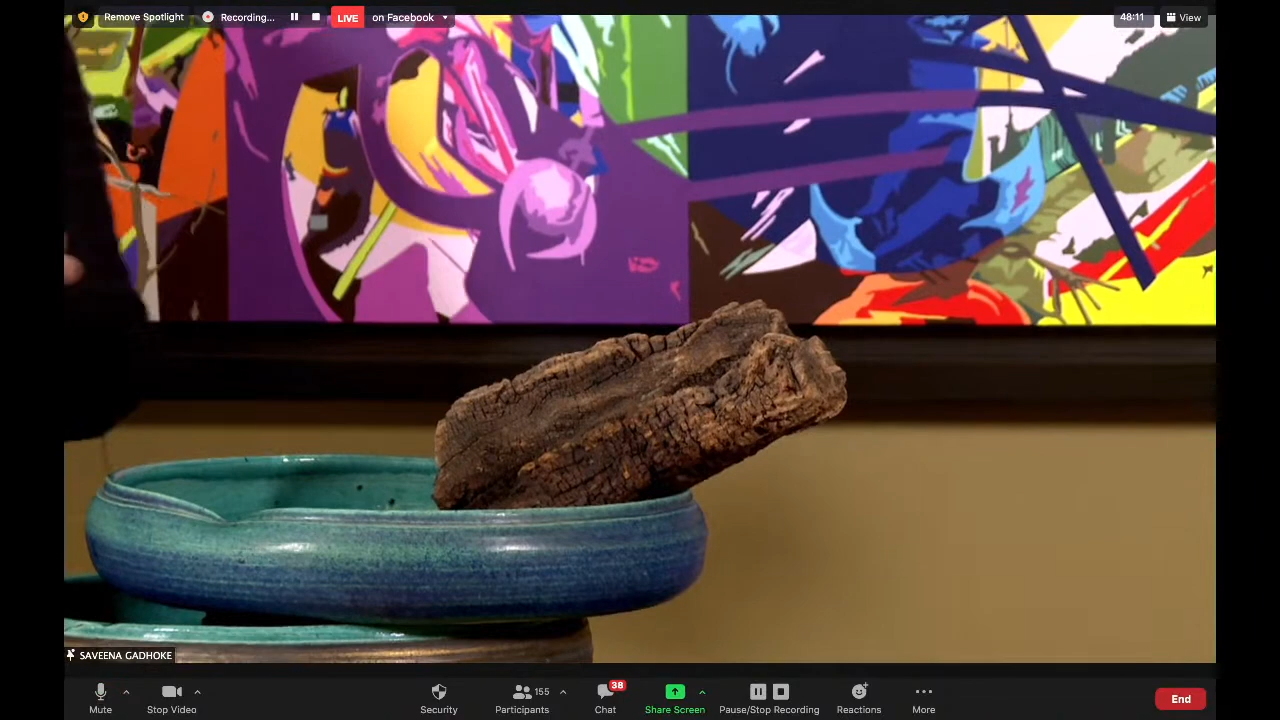 Remove Spotlight
Recording...
LIVE
on Facebook
48:11
View
SAVEENA GADHOKE
Mute
Stop Video
Security
Participants
155
Chat
38
Share Screen
Pause/Stop Recording
Reactions
More
End